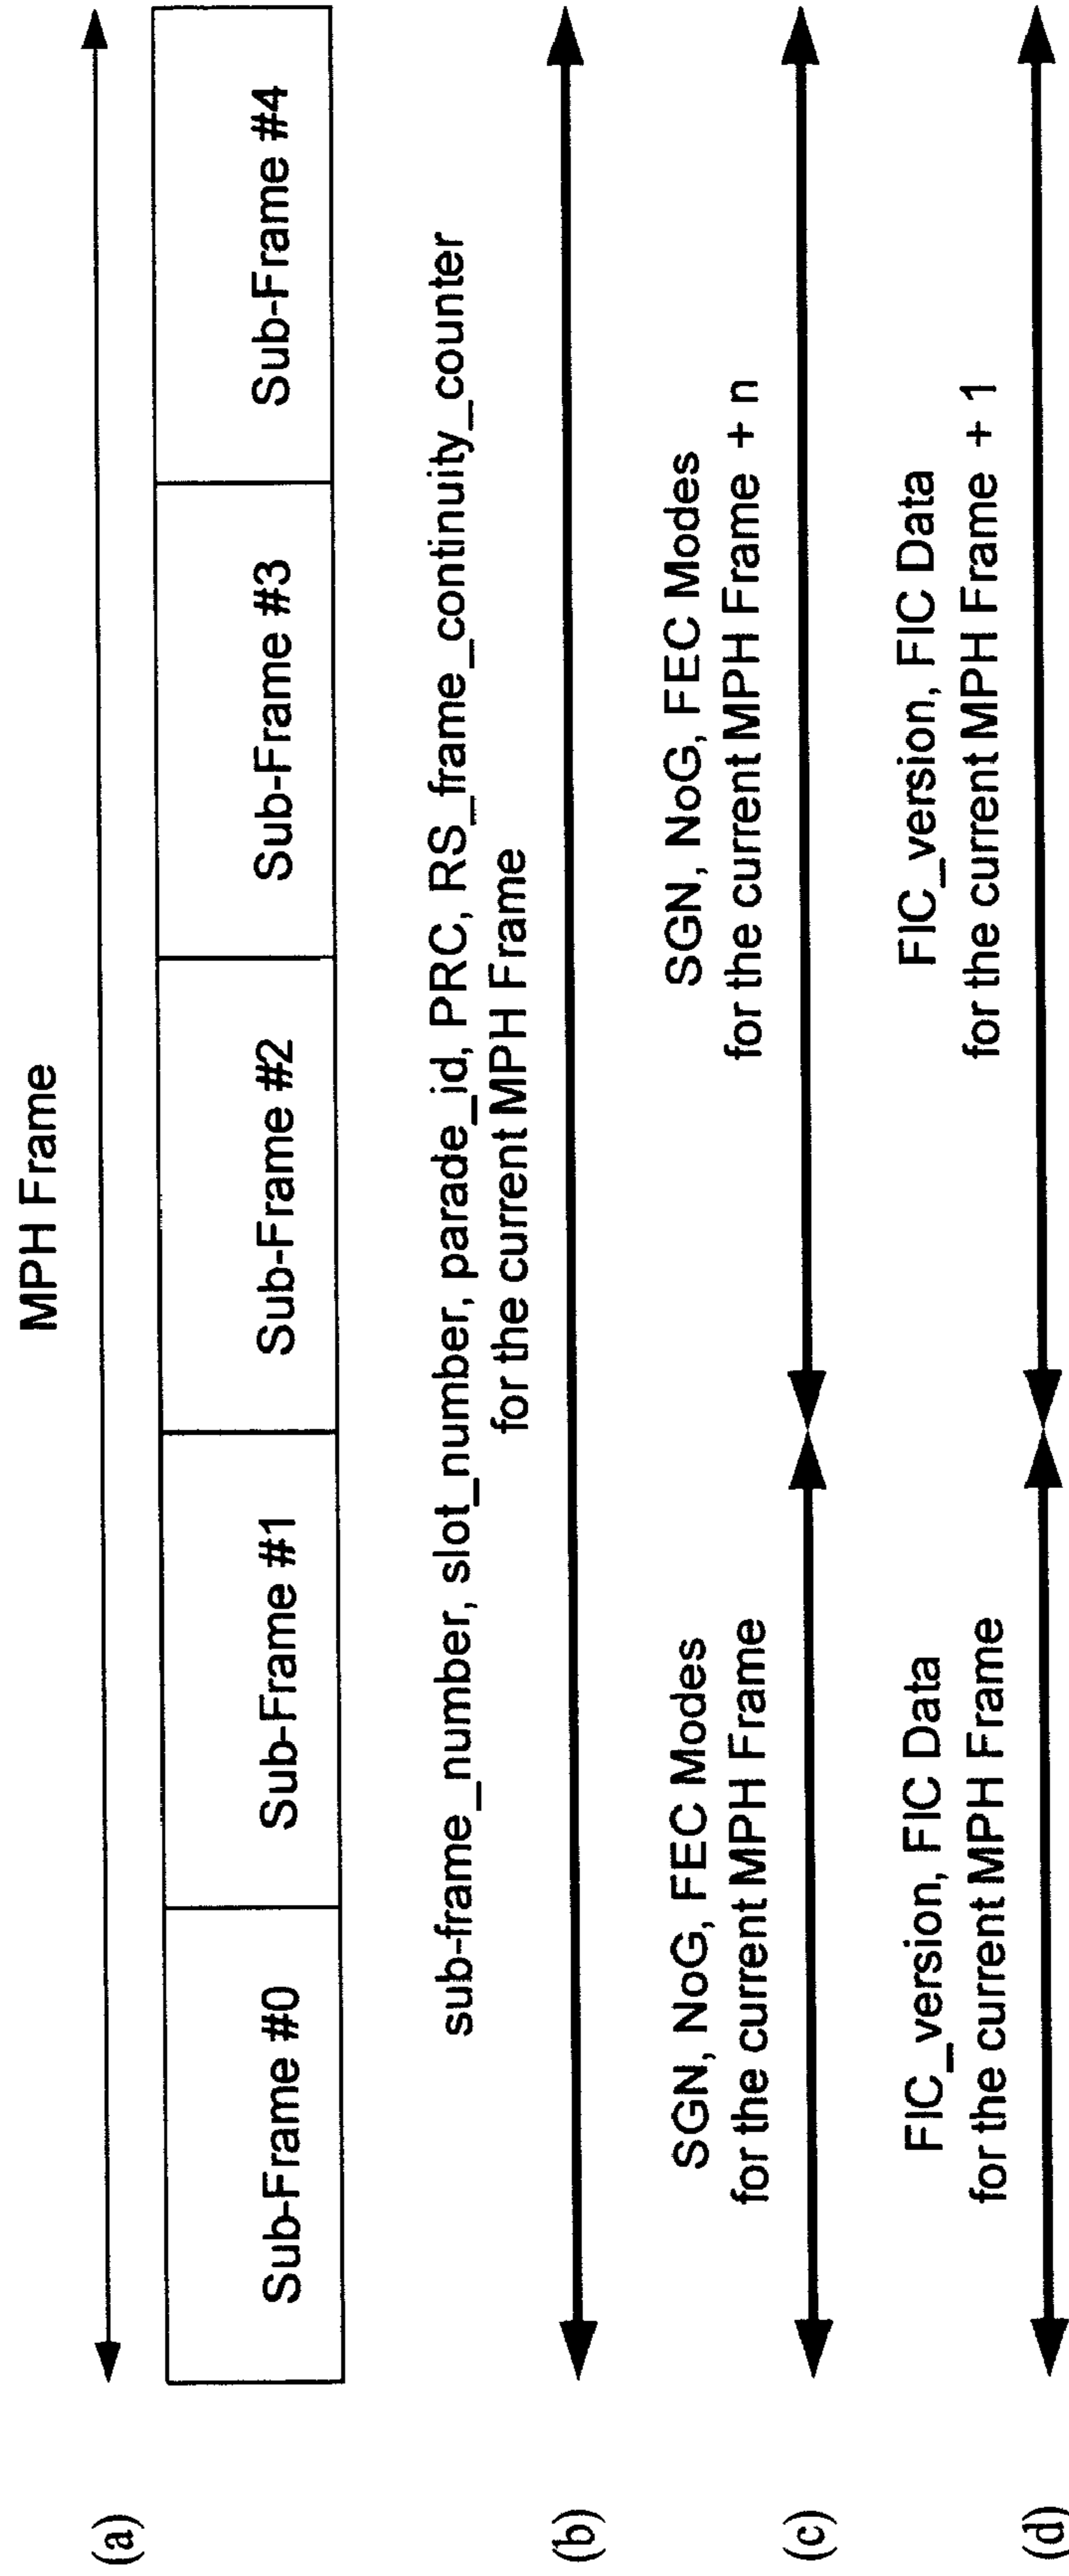 MPH Frame
(a)
Sub-Frame #0
Sub-Frame #1
Sub-Frame #2
Sub-Frame #3
Sub-Frame #4
sub-frame_number, slot_number, parade_id, PRC, RS_frame_continuity_counter
for the current MPH Frame
(b)
SGN, NoG, FEC Modes
for the current MPH Frame
SGN, NoG, FEC Modes
for the current MPH Frame + n
(c)
FIC_version, FIC Data
for the current MPH Frame
FIC_version, FIC Data
for the current MPH Frame + 1
(d)